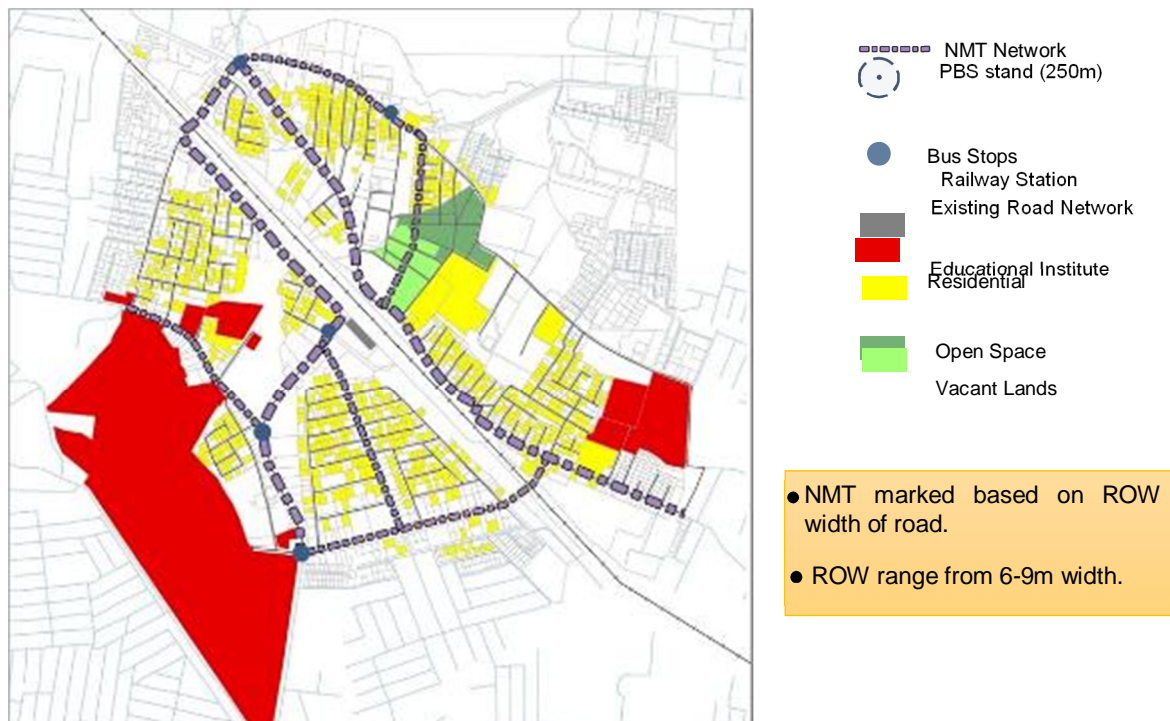 NMT Network
PBS stand (250m)
Bus Stops
Railway Station
Existing Road Network
Educational Institute
Residential
Open Space
Vacant Lands
● NMT marked based on ROW
width of road.
● ROW range from 6-9m width.